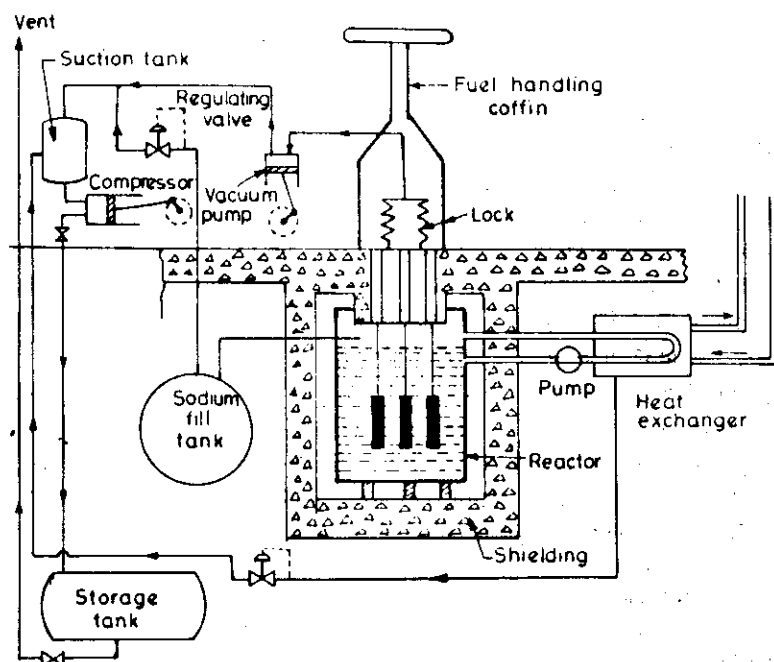 Vent
Suction tank
Regulating
valve
Fuel handling
coffin
Compressor
Vacuum
pump
Lock
Sodium
fill
tank
Pump
Heat
exchanger
Reactor
Shielding
Storage
tank